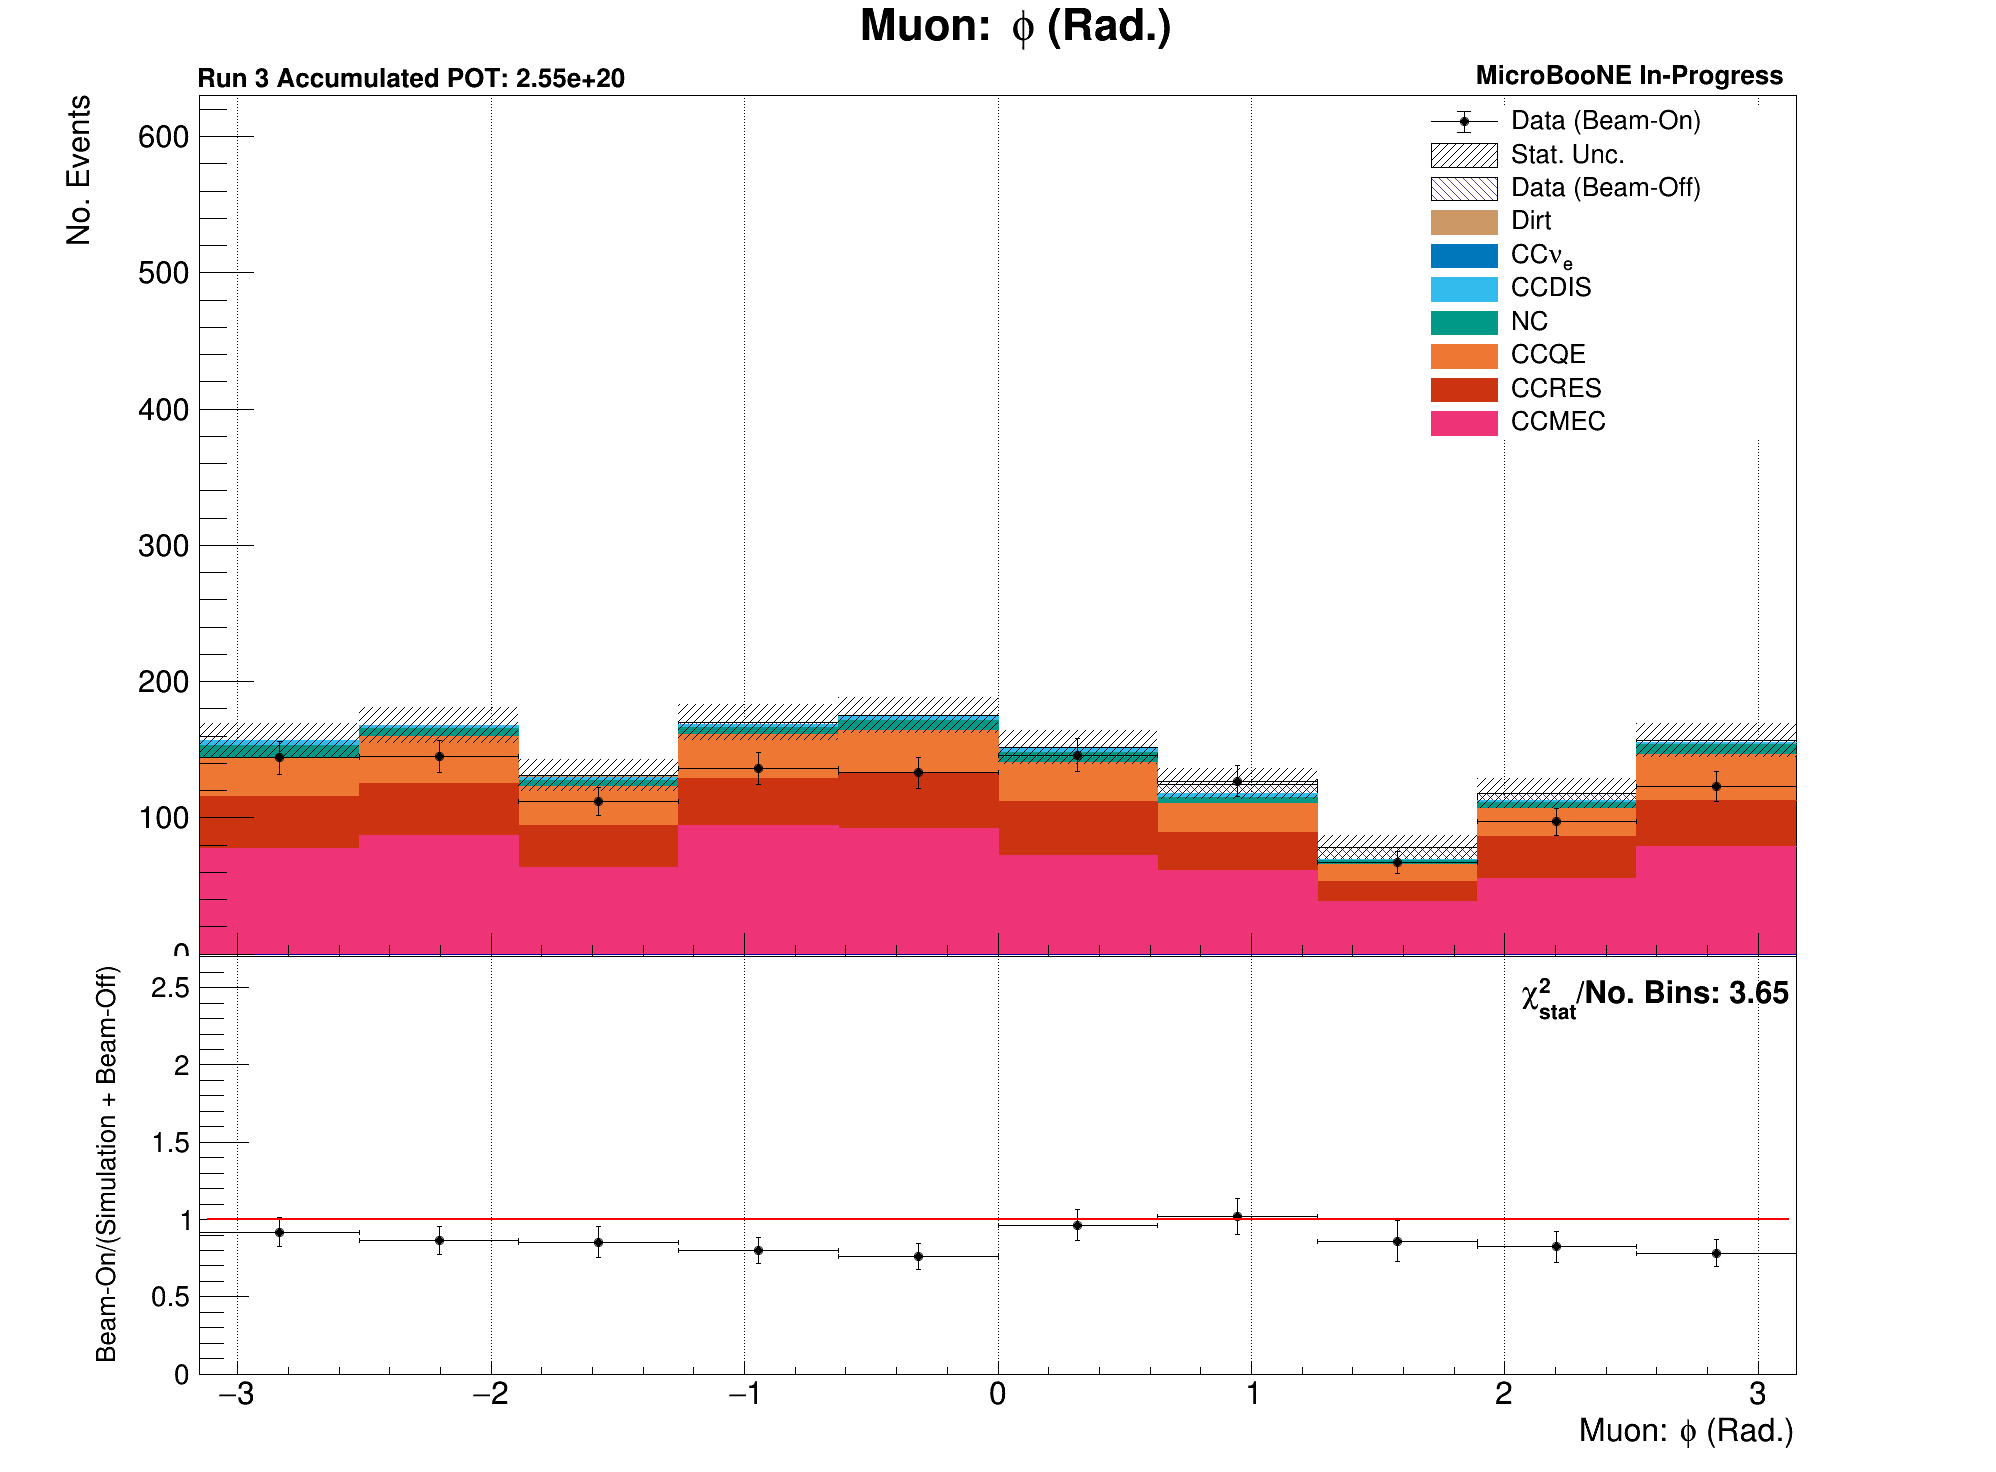 Muon: ϕ (Rad.)
Run 3 Accumulated POT: 2.55e+20
MicroBooNE In-Progress
No. Events
600
500
400
300
200
100
0
Data (Beam-On)
Stat. Unc.
Data (Beam-Off)
Dirt
CCνe
CCDIS
NC
CCQE
CCRES
CCMEC
Beam-On/(Simulation + Beam-Off)
2.5
2
1.5
1
0.5
0
χ²stat/No. Bins: 3.65
−3 −2 −1 0 1 2 3
Muon: ϕ (Rad.)